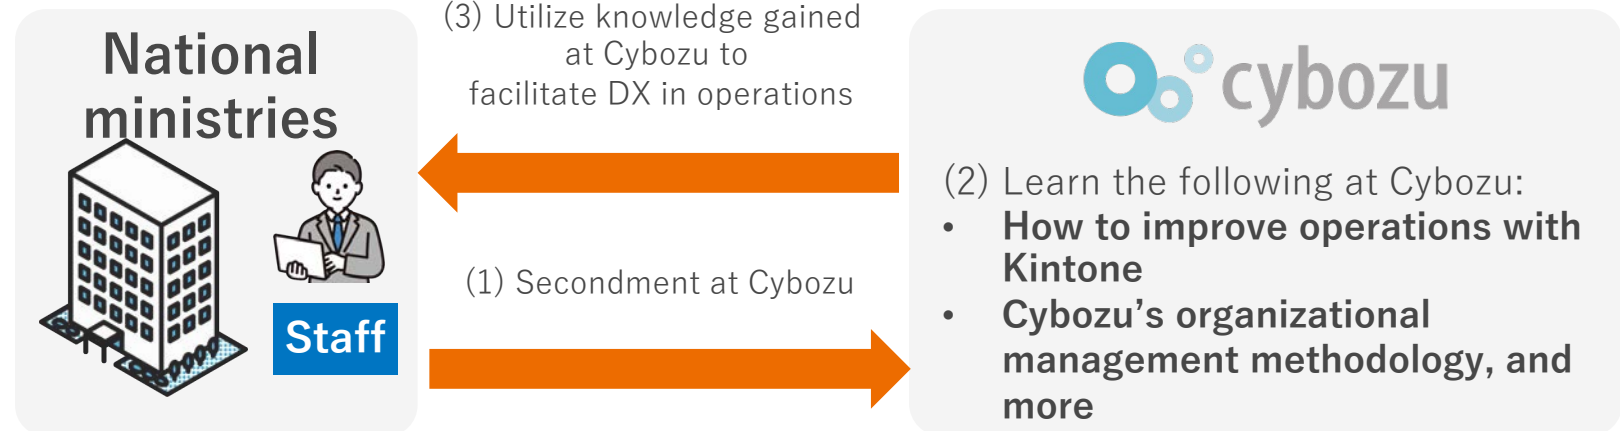 National
ministries
Staff
(3) Utilize knowledge gained
at Cybozu to
facilitate DX in operations
(1) Secondment at Cybozu
cybozu
(2) Learn the following at Cybozu:
• How to improve operations with
Kintone
• Cybozu’s organizational
management methodology, and
more